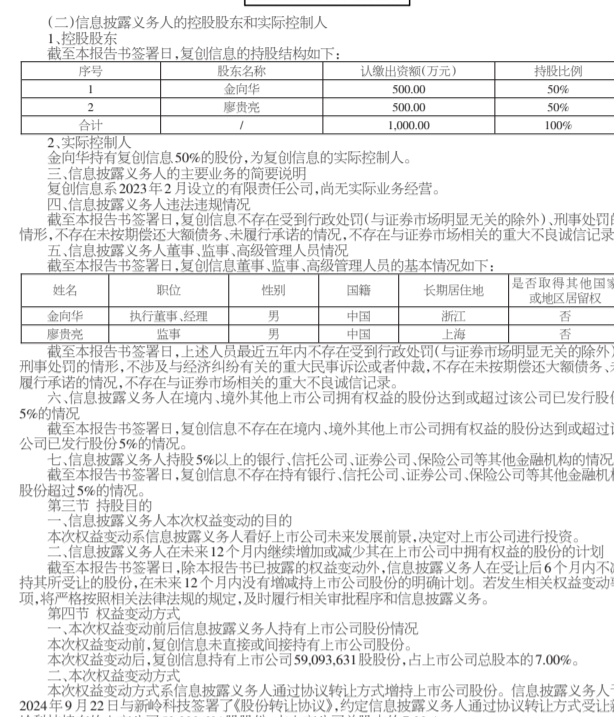 (二)信息披露义务人的控股股东和实际控制人
1、控股股东
截至本报告书签署日,复创信息的持股结构如下:
序号 股东名称 认缴出资额(万元) 持股比例
1 金向华 500.00 50%
2 廖贵亮 500.00 50%
合计 / 1,000.00 100%
2、实际控制人
金向华持有复创信息50%的股份,为复创信息的实际控制人。
三、信息披露义务人的主要业务的简要说明
复创信息系2023年2月设立的有限责任公司,尚无实际业务经营。
四、信息披露义务人违法违规情况
截至本报告书签署日,复创信息不存在受到行政处罚(与证券市场明显无关的除外)、刑事处罚的
情形,不存在未按期偿还大额债务、未履行承诺的情况,不存在与证券市场相关的重大不良诚信记录
五、信息披露义务人董事、监事、高级管理人员情况
截至本报告书签署日,复创信息董事、监事、高级管理人员的基本情况如下:
姓名 职位 性别 国籍 长期居住地 是否取得其他国家
或地区居留权
金向华 执行董事、经理 男 中国 浙江 否
廖贵亮 监事 男 中国 上海 否
截至本报告书签署日,上述人员最近五年内不存在受到行政处罚(与证券市场明显无关的除外)
刑事处罚的情形,不涉及与经济纠纷有关的重大民事诉讼或者仲裁,不存在未按期偿还大额债务、
履行承诺的情况,不存在与证券市场相关的重大不良诚信记录。
六、信息披露义务人在境内、境外其他上市公司拥有权益的股份达到或超过该公司已发行股份
5%的情况
截至本报告书签署日,复创信息不存在在境内、境外其他上市公司拥有权益的股份达到或超过
公司已发行股份5%的情况。
七、信息披露义务人持股5%以上的银行、信托公司、证券公司、保险公司等其他金融机构的情况
截至本报告书签署日,复创信息不存在持有银行、信托公司、证券公司、保险公司等其他金融机
股份超过5%的情况。
第三节 持股目的
一、信息披露义务人本次权益变动的目的
本次权益变动系信息披露义务人看好上市公司未来发展前景,决定对上市公司进行投资。
二、信息披露义务人在未来12个月内继续增加或减少其在上市公司中拥有权益的股份的计划
截至本报告书签署日,除本报告书已披露的权益变动外,信息披露义务人在受让后6个月内不减
持其所受让的股份,在未来12个月内没有增减持上市公司股份的明确计划。若发生相关权益变动
项,将严格按照相关法律法规的规定,及时履行相关审批程序和信息披露义务。
第四节 权益变动方式
一、本次权益变动前后信息披露义务人持有上市公司股份情况
本次权益变动前,复创信息未直接或间接持有上市公司股份。
本次权益变动后,复创信息持有上市公司59,093,631股股份,占上市公司总股本的7.00%。
二、本次权益变动方式
本次权益变动方式系信息披露义务人通过协议转让方式增持上市公司股份。信息披露义务人于
2024年9月22日与新岭科技签署了《股份转让协议》,约定信息披露义务人通过协议转让方式受让